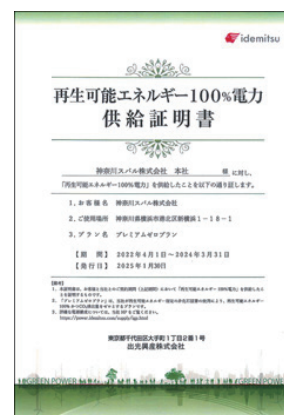 idemitsu
再生可能エネルギー100%電力
供給証明書
神奈川スバル株式会社　本社　様 に対し、
「再生可能エネルギー100%電力」を供給したことを以下の通り証します。
1. お客様名　神奈川スバル株式会社
2. ご使用場所　神奈川県横浜市港北区新横浜1－18－1
3. プラン名　プレミアムゼロプラン
【期　間】　2022年4月1日～2024年3月31日
【発行日】　2025年1月30日
東京都千代田区大手町1丁目2番1号
出光興産株式会社